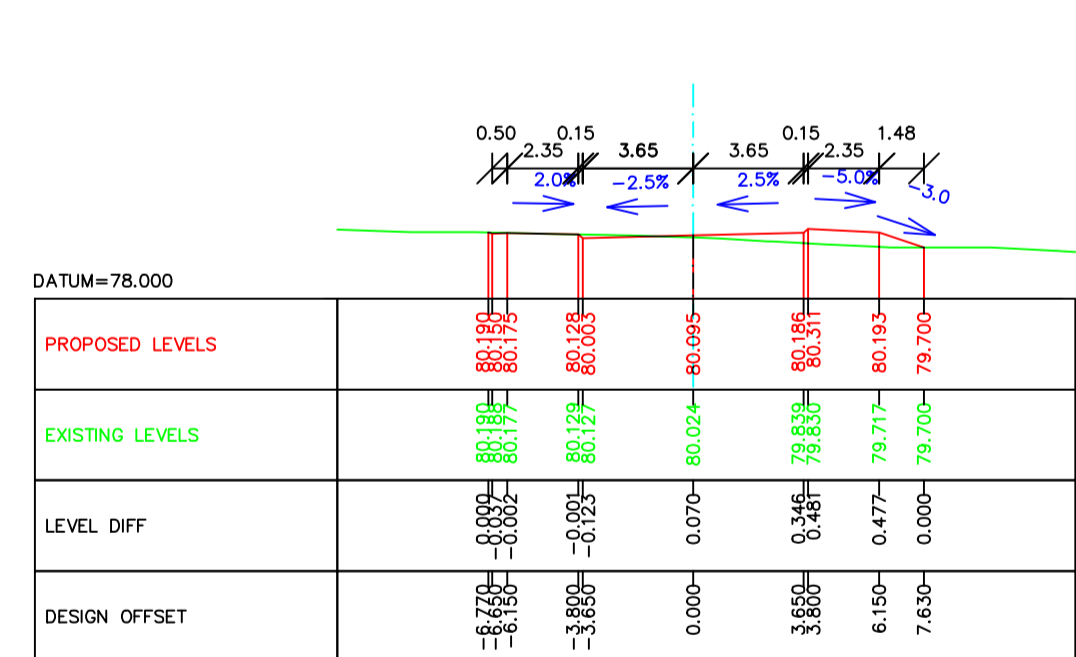 0.50 0.15 0.15 1.48
2.35 3.65 3.65 2.35
2.0% -2.5% 2.5% -5.0% -3.0
DATUM=78.000
PROPOSED LEVELS 80.190 80.150 80.175 80.128 80.003 80.095 80.186 80.311 80.193 79.700
EXISTING LEVELS 80.190 80.188 80.177 80.129 80.127 80.024 79.839 79.830 79.717 79.700
LEVEL DIFF -0.000 -0.037 -0.002 -0.001 -0.123 0.070 0.346 0.481 0.477 0.000
DESIGN OFFSET -6.770 -6.650 -6.150 -3.800 -3.650 0.000 3.650 3.800 6.150 7.630